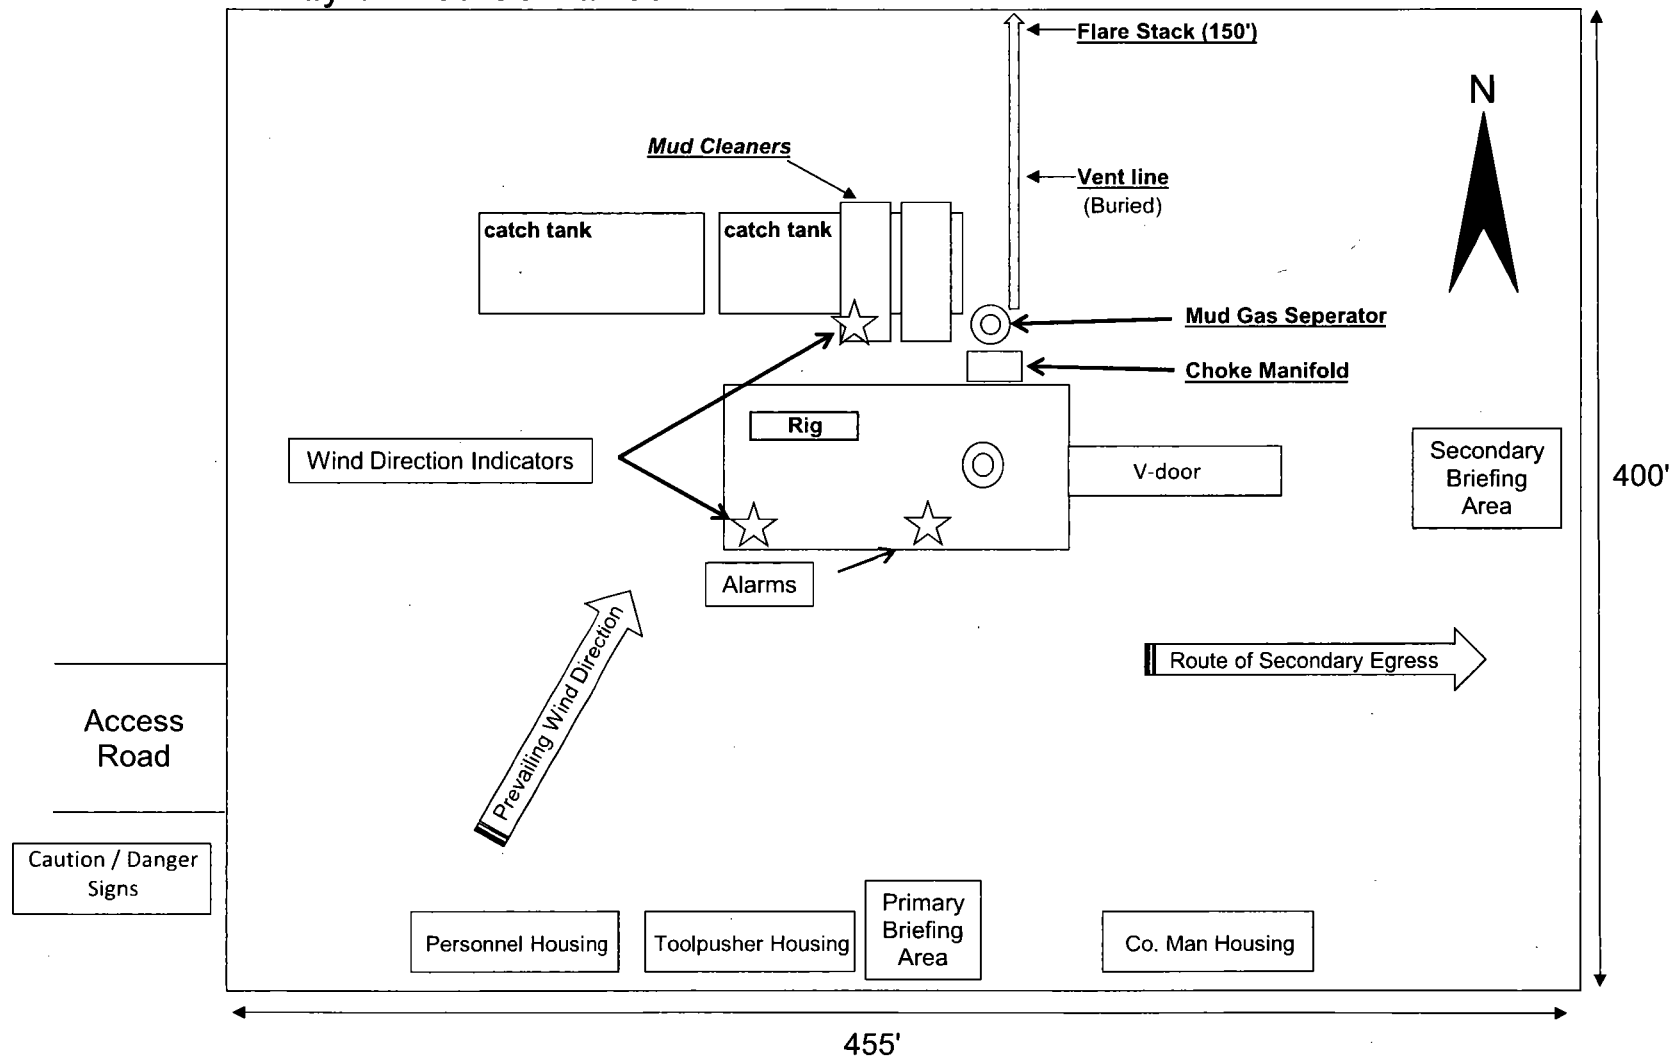 Flare Stack (150')
N
Mud Cleaners
Vent line
(Buried)
catch tank
catch tank
Mud Gas Seperator
Choke Manifold
Rig
Wind Direction Indicators
V-door
Secondary
Briefing
Area
400'
Alarms
Prevailing Wind Direction
Route of Secondary Egress
Access
Road
Caution / Danger
Signs
Personnel Housing
Toolpusher Housing
Primary
Briefing
Area
Co. Man Housing
455'